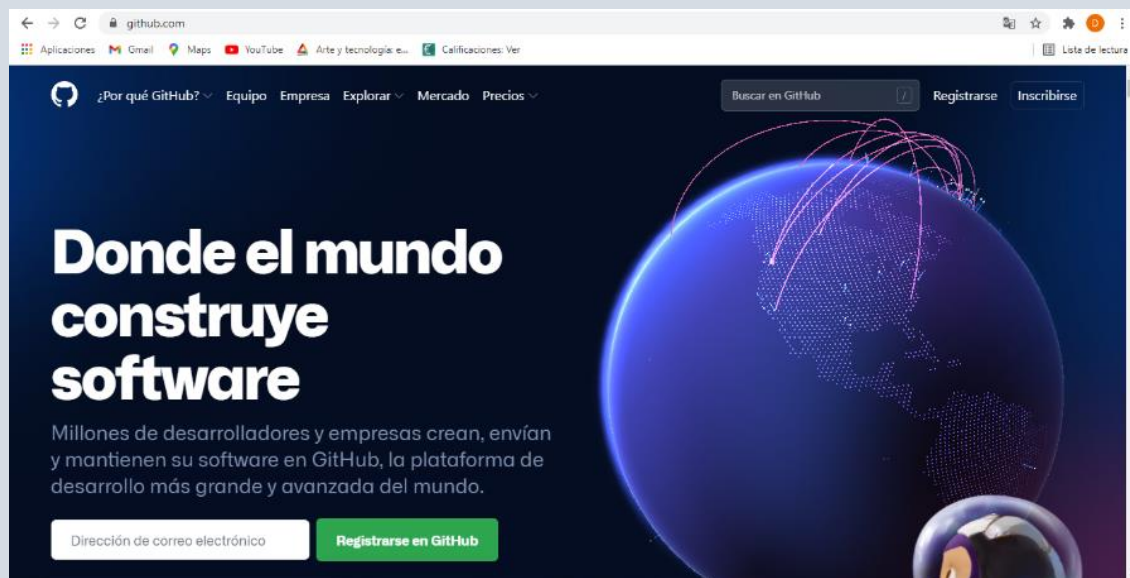 github.com
Aplicaciones Gmail Maps YouTube Arte y tecnología: e... Calificaciones: Ver Lista de lectura
¿Por qué GitHub? Equipo Empresa Explorar Mercado Precios Buscar en GitHub / Registrarse Inscribirse
Donde el mundo
construye
software
Millones de desarrolladores y empresas crean, envían
y mantienen su software en GitHub, la plataforma de
desarrollo más grande y avanzada del mundo.
Dirección de correo electrónico Registrarse en GitHub